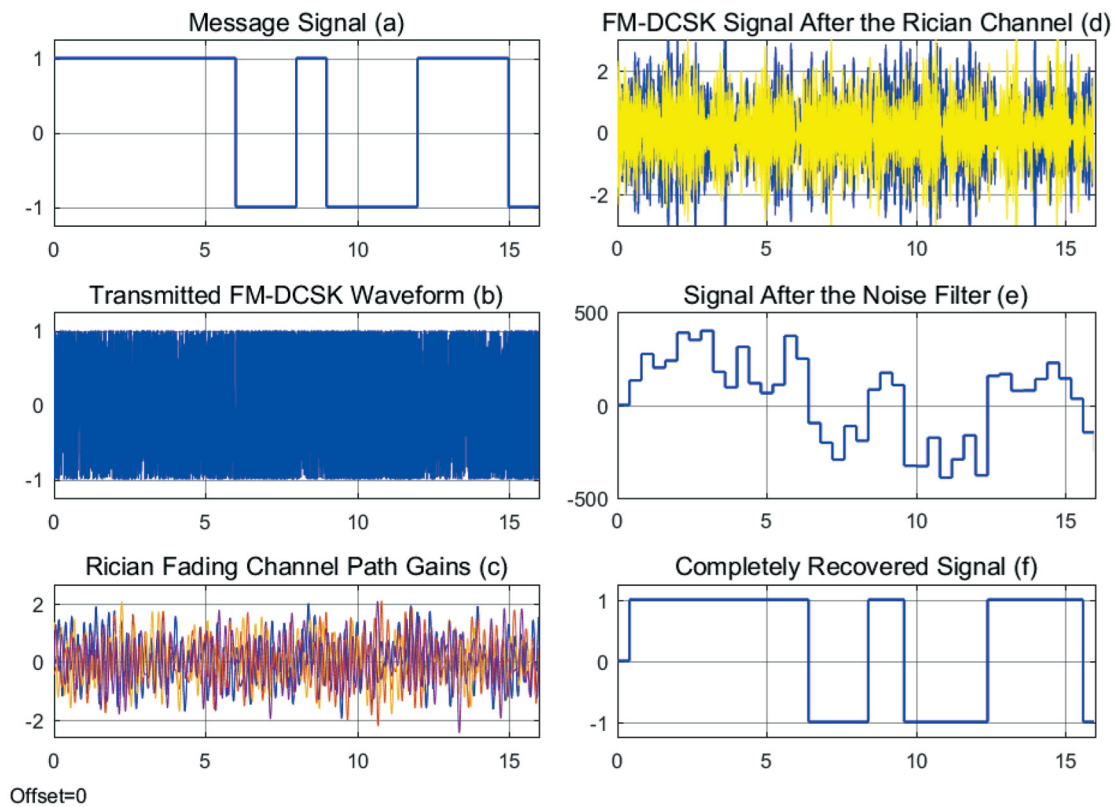 Message Signal (a)
1
0
-1
0 5 10 15
Transmitted FM-DCSK Waveform (b)
1
0
-1
0 5 10 15
Rician Fading Channel Path Gains (c)
2
0
-2
0 5 10 15
Offset=0
FM-DCSK Signal After the Rician Channel (d)
2
0
-2
0 5 10 15
Signal After the Noise Filter (e)
500
0
-500
0 5 10 15
Completely Recovered Signal (f)
1
0
-1
0 5 10 15